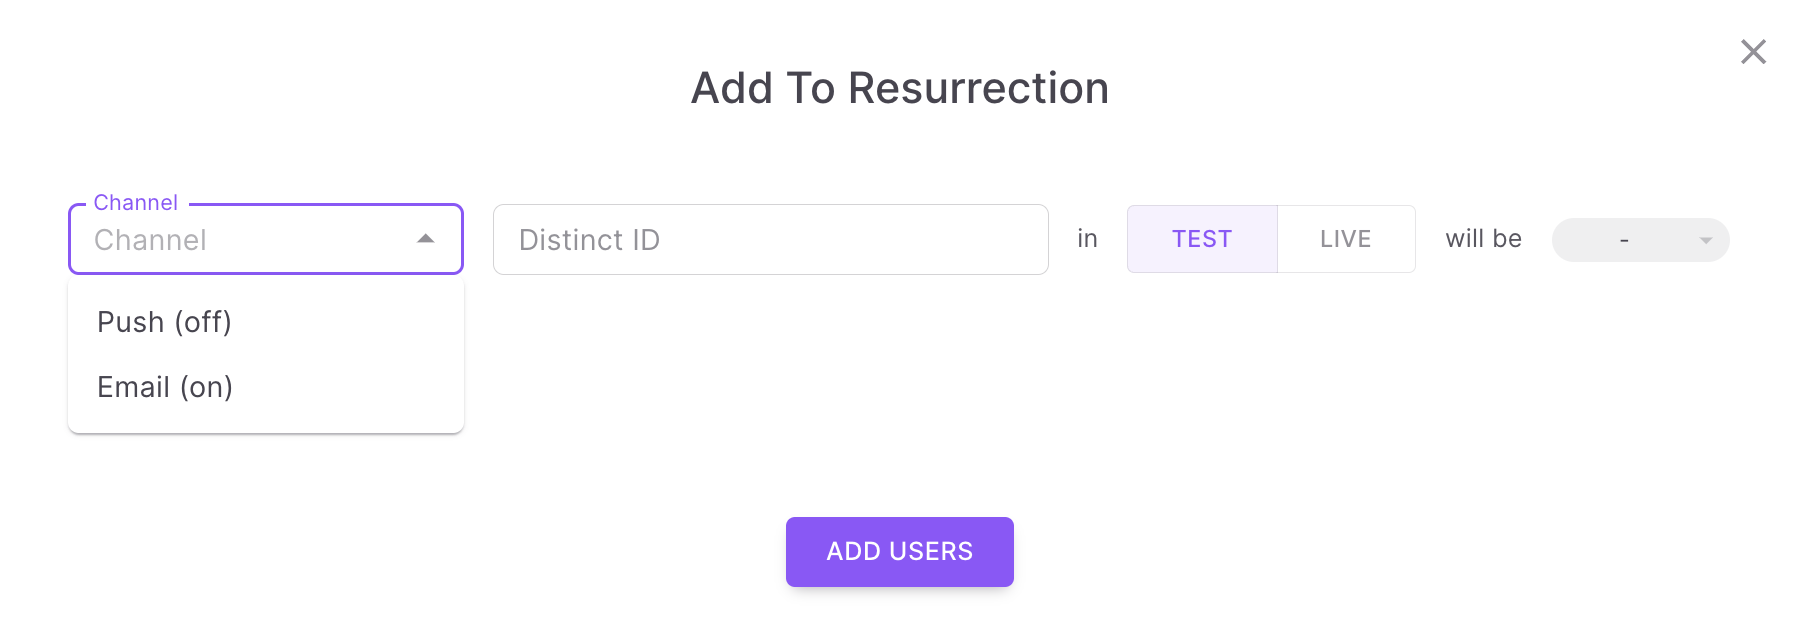 Add To Resurrection
Channel
Channel
Distinct ID
in
TEST
LIVE
will be
-
Push (off)
Email (on)
ADD USERS